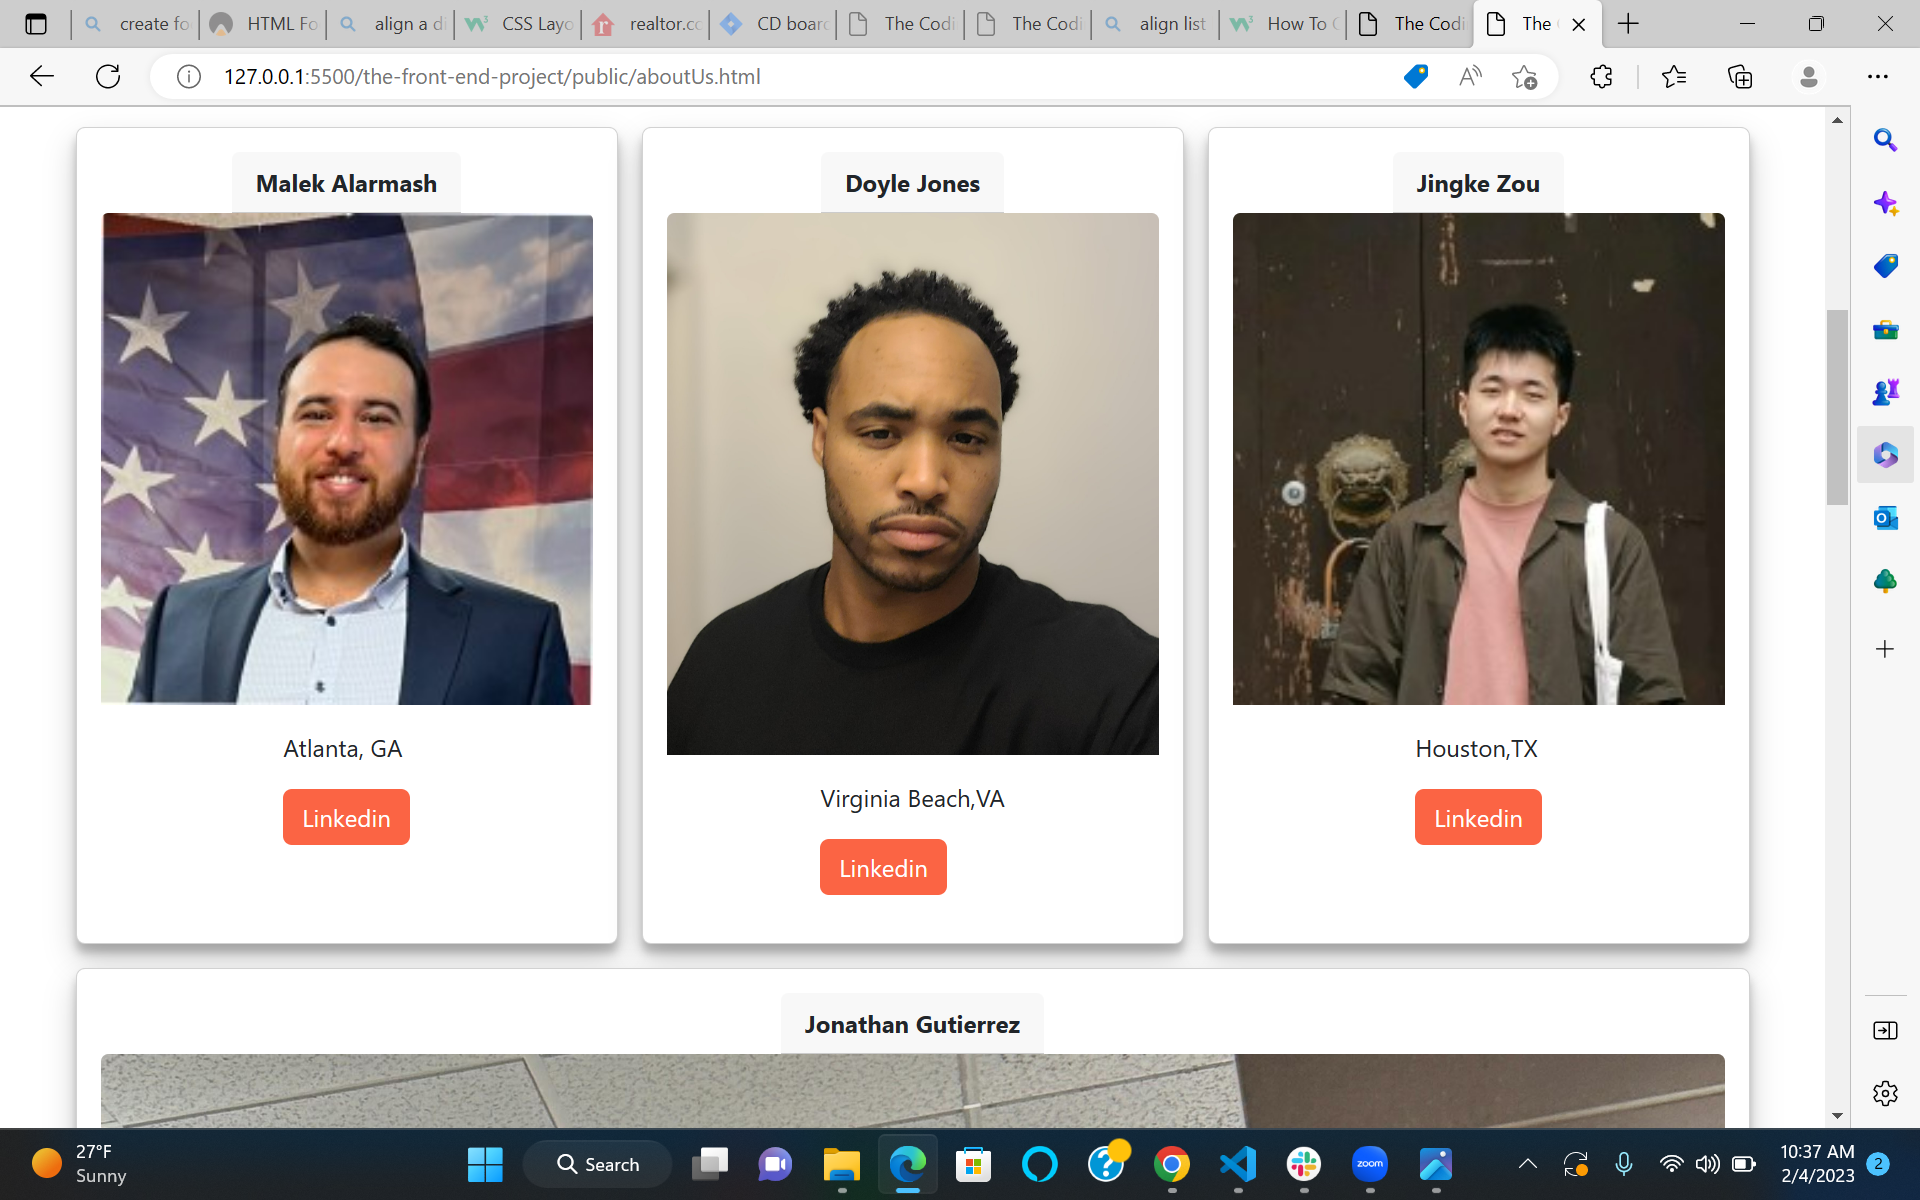 create fo
HTML Fo
align a di
CSS Layo
realtor.co
CD board
The Codi
The Codi
align list
How To C
The Codi
The
127.0.0.1:5500/the-front-end-project/public/aboutUs.html
Malek Alarmash
Doyle Jones
Jingke Zou
Atlanta, GA
Virginia Beach,VA
Houston,TX
Linkedin
Linkedin
Linkedin
Jonathan Gutierrez
27°F
Sunny
Search
zoom
10:37 AM
2/4/2023
2